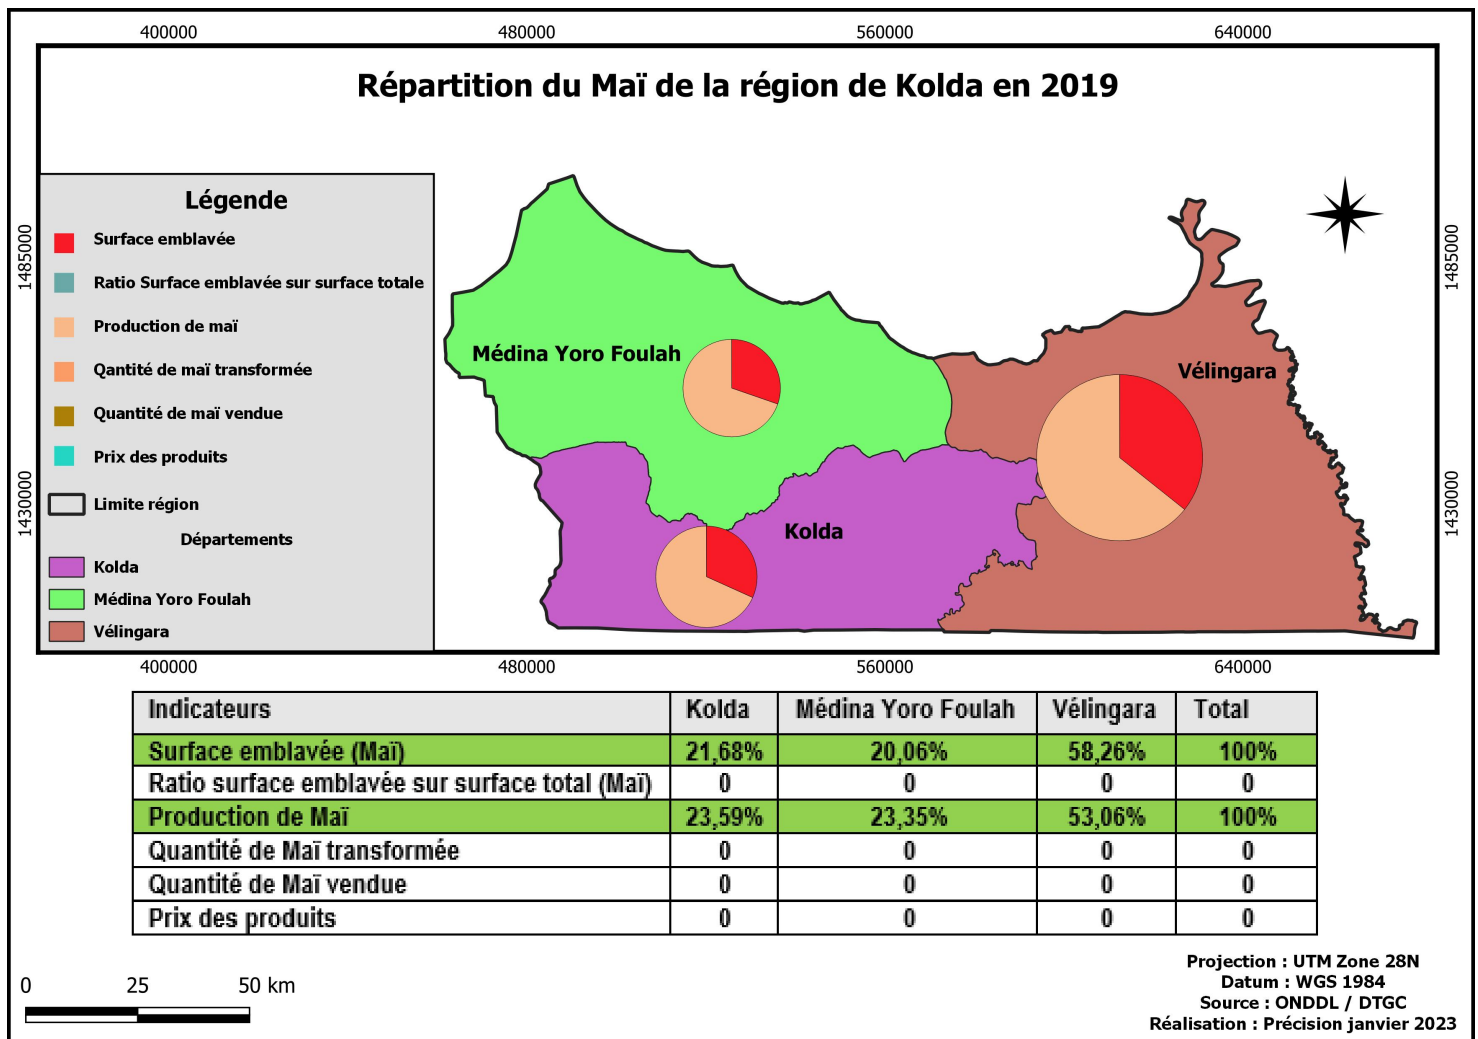 400000 480000 560000 640000
Répartition du Maï de la région de Kolda en 2019
1485000
1430000
1485000
1430000
Légende
Surface emblavée
Ratio Surface emblavée sur surface totale
Production de maï
Qantité de maï transformée
Quantité de maï vendue
Prix des produits
Limite région
Départements
Kolda
Médina Yoro Foulah
Vélingara
Médina Yoro Foulah
Vélingara
Kolda
400000 480000 560000 640000
Indicateurs Kolda Médina Yoro Foulah Vélingara Total
Surface emblavée (Maï) 21,68% 20,06% 58,26% 100%
Ratio surface emblavée sur surface total (Maï) 0 0 0 0
Production de Maï 23,59% 23,35% 53,06% 100%
Quantité de Maï transformée 0 0 0 0
Quantité de Maï vendue 0 0 0 0
Prix des produits 0 0 0 0
0 25 50 km
Projection : UTM Zone 28N
Datum : WGS 1984
Source : ONDDL / DTGC
Réalisation : Précision janvier 2023